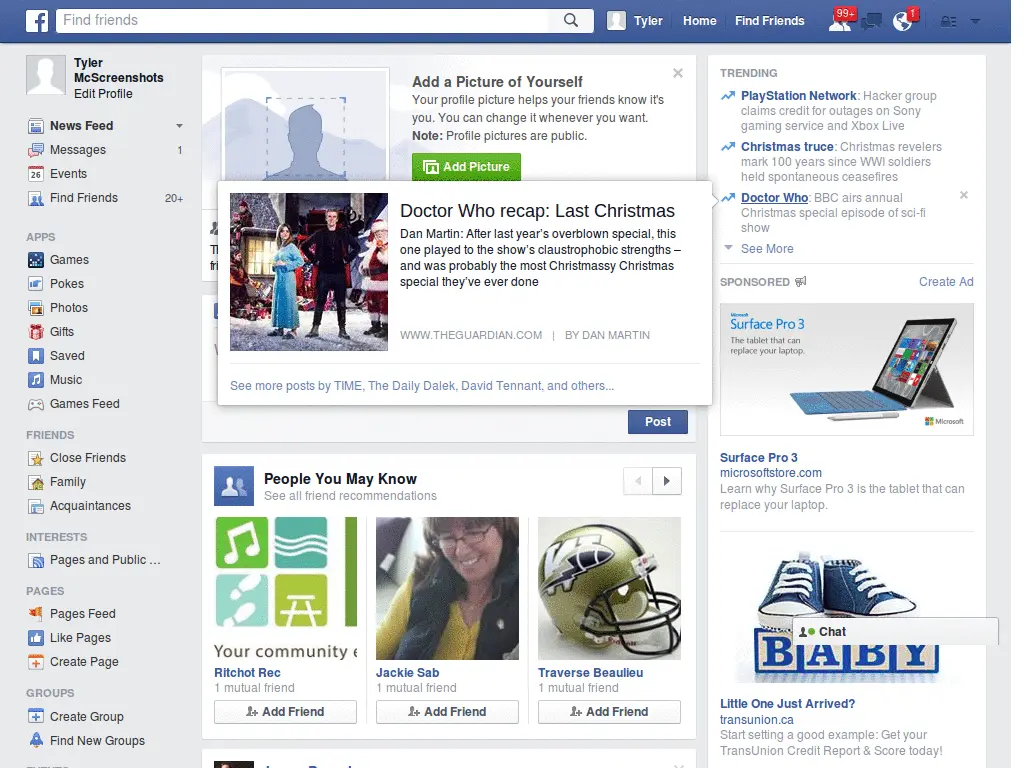 Find friends
Tyler
Home
Find Friends
99+
1
Tyler
McScreenshots
Edit Profile
News Feed
Messages 1
26 Events
Find Friends 20+
APPS
Games
Pokes
Photos
Gifts
Saved
Music
Games Feed
FRIENDS
Close Friends
Family
Acquaintances
INTERESTS
Pages and Public ...
PAGES
Pages Feed
Like Pages
Create Page
GROUPS
Create Group
Find New Groups
Add a Picture of Yourself
Your profile picture helps your friends know it's
you. You can change it whenever you want.
Note: Profile pictures are public.
Add Picture
Doctor Who recap: Last Christmas
Dan Martin: After last year's overblown special, this
one played to the show's claustrophobic strengths –
and was probably the most Christmassy Christmas
special they've ever done
WWW.THEGUARDIAN.COM | BY DAN MARTIN
See more posts by TIME, The Daily Dalek, David Tennant, and others...
Post
People You May Know
See all friend recommendations
Your community
Ritchot Rec
1 mutual friend
Add Friend
Jackie Sab
1 mutual friend
Add Friend
Traverse Beaulieu
1 mutual friend
Add Friend
TRENDING
PlayStation Network: Hacker group
claims credit for outages on Sony
gaming service and Xbox Live
Christmas truce: Christmas revelers
mark 100 years since WWI soldiers
held spontaneous ceasefires
Doctor Who: BBC airs annual
Christmas special episode of sci-fi
show
See More
SPONSORED
Create Ad
Microsoft
Surface Pro 3
The tablet that can
replace your laptop.
Microsoft
Surface Pro 3
microsoftstore.com
Learn why Surface Pro 3 is the tablet that can
replace your laptop.
Chat
BABY
Little One Just Arrived?
transunion.ca
Start setting a good example: Get your
TransUnion Credit Report & Score today!